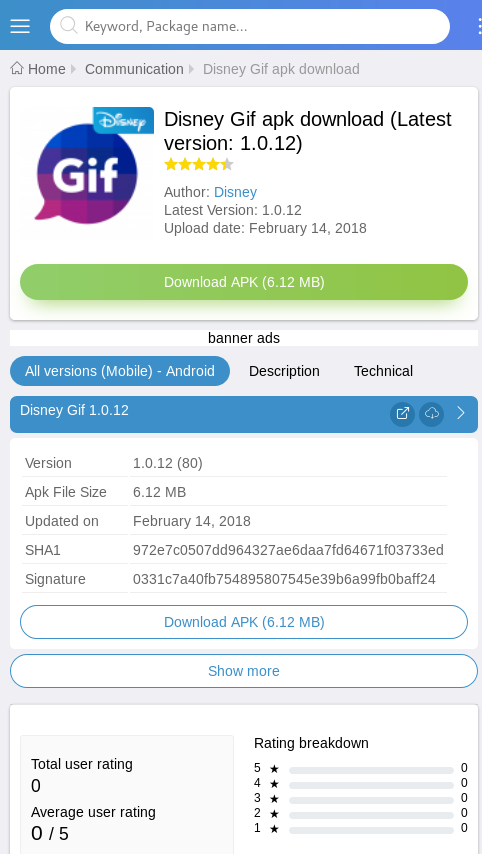 Keyword, Package name...
Home Communication Disney Gif apk download
Disney
Gif
Disney Gif apk download (Latest
version: 1.0.12)
Author: Disney
Latest Version: 1.0.12
Upload date: February 14, 2018
Download APK (6.12 MB)
banner ads
All versions (Mobile) - Android Description Technical
Disney Gif 1.0.12
Version 1.0.12 (80)
Apk File Size 6.12 MB
Updated on February 14, 2018
SHA1 972e7c0507dd964327ae6daa7fd64671f03733ed
Signature 0331c7a40fb754895807545e39b6a99fb0baff24
Download APK (6.12 MB)
Show more
Total user rating
0
Average user rating
0 / 5
Rating breakdown
5 ★ 0
4 ★ 0
3 ★ 0
2 ★ 0
1 ★ 0